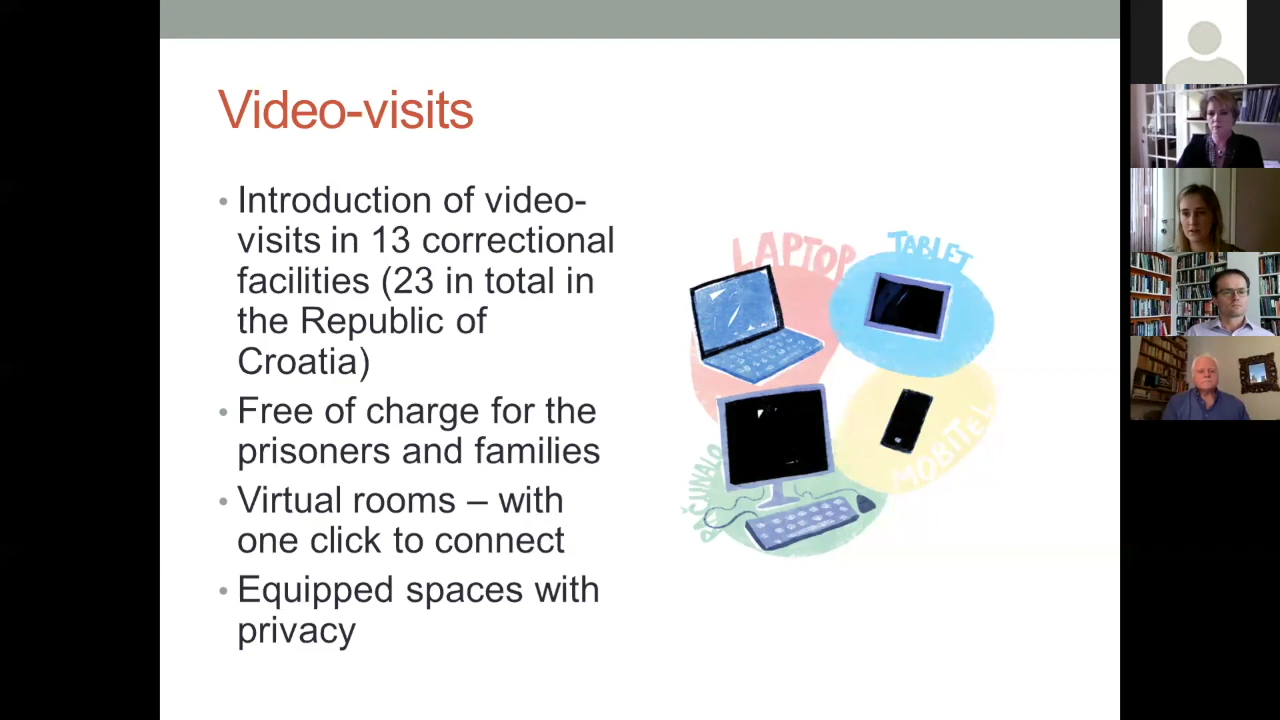 Video-visits
• Introduction of video-
visits in 13 correctional
facilities (23 in total in
the Republic of
Croatia)
• Free of charge for the
prisoners and families
• Virtual rooms – with
one click to connect
• Equipped spaces with
privacy
LAPTOP
TABLET
RAČUNALO
MOBITEL